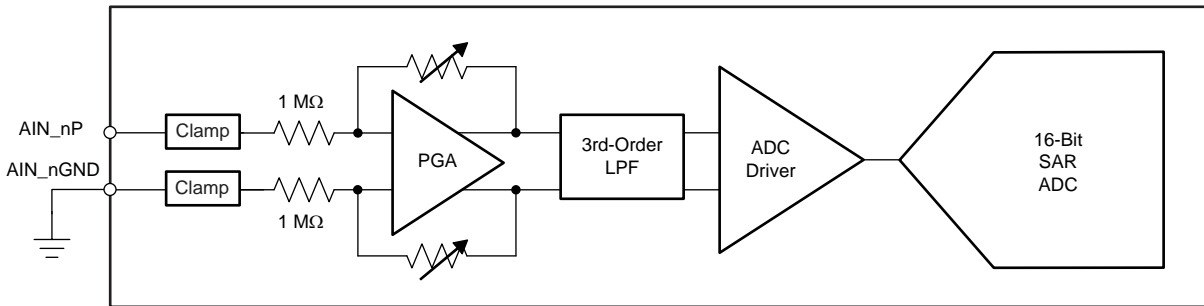 1 MΩ
AIN_nP
Clamp
3rd-Order
LPF
ADC
Driver
16-Bit
SAR
ADC
PGA
AIN_nGND
Clamp
1 MΩ